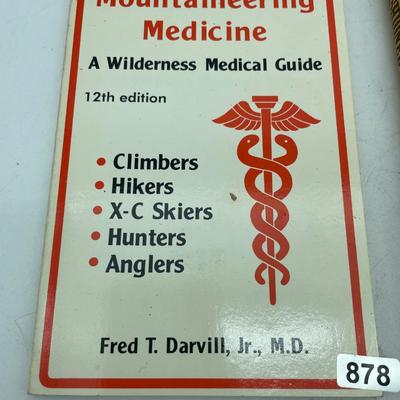 Mountaineering
Medicine
A Wilderness Medical Guide
12th edition
• Climbers
• Hikers
• X-C Skiers
• Hunters
• Anglers
Fred T. Darvill, Jr., M.D.
878